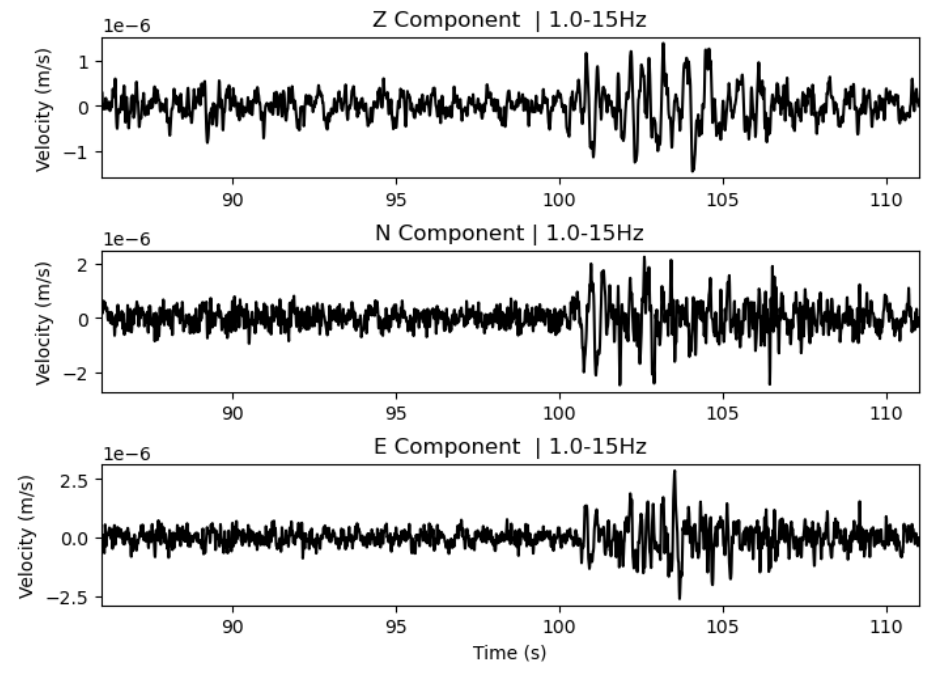 Z Component  | 1.0-15Hz
1e−6
Velocity (m/s)
1
0
−1
90 95 100 105 110
N Component | 1.0-15Hz
1e−6
Velocity (m/s)
2
0
−2
90 95 100 105 110
E Component  | 1.0-15Hz
1e−6
Velocity (m/s)
2.5
0.0
−2.5
90 95 100 105 110
Time (s)